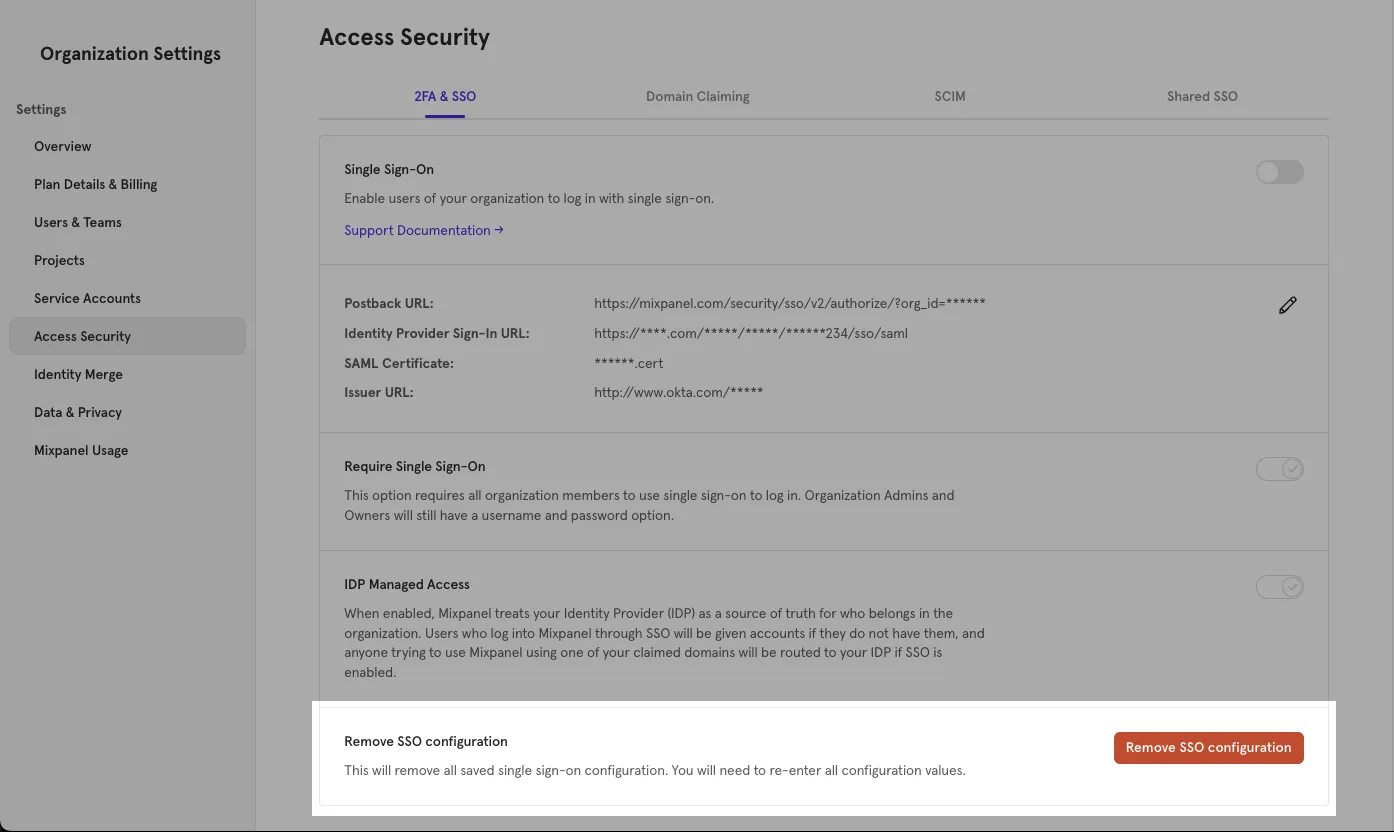 Organization Settings
Settings
Overview
Plan Details & Billing
Users & Teams
Projects
Service Accounts
Access Security
Identity Merge
Data & Privacy
Mixpanel Usage
Access Security
2FA & SSO
Domain Claiming
SCIM
Shared SSO
Single Sign-On
Enable users of your organization to log in with single sign-on.
Support Documentation →
Postback URL: https://mixpanel.com/security/sso/v2/authorize/?org_id=******
Identity Provider Sign-In URL: https://****.com/*****/*****/******234/sso/saml
SAML Certificate: ******.cert
Issuer URL: http://www.okta.com/*****
Require Single Sign-On
This option requires all organization members to use single sign-on to log in. Organization Admins and
Owners will still have a username and password option.
IDP Managed Access
When enabled, Mixpanel treats your Identity Provider (IDP) as a source of truth for who belongs in the
organization. Users who log into Mixpanel through SSO will be given accounts if they do not have them, and
anyone trying to use Mixpanel using one of your claimed domains will be routed to your IDP if SSO is
enabled.
Remove SSO configuration
This will remove all saved single sign-on configuration. You will need to re-enter all configuration values.
Remove SSO configuration